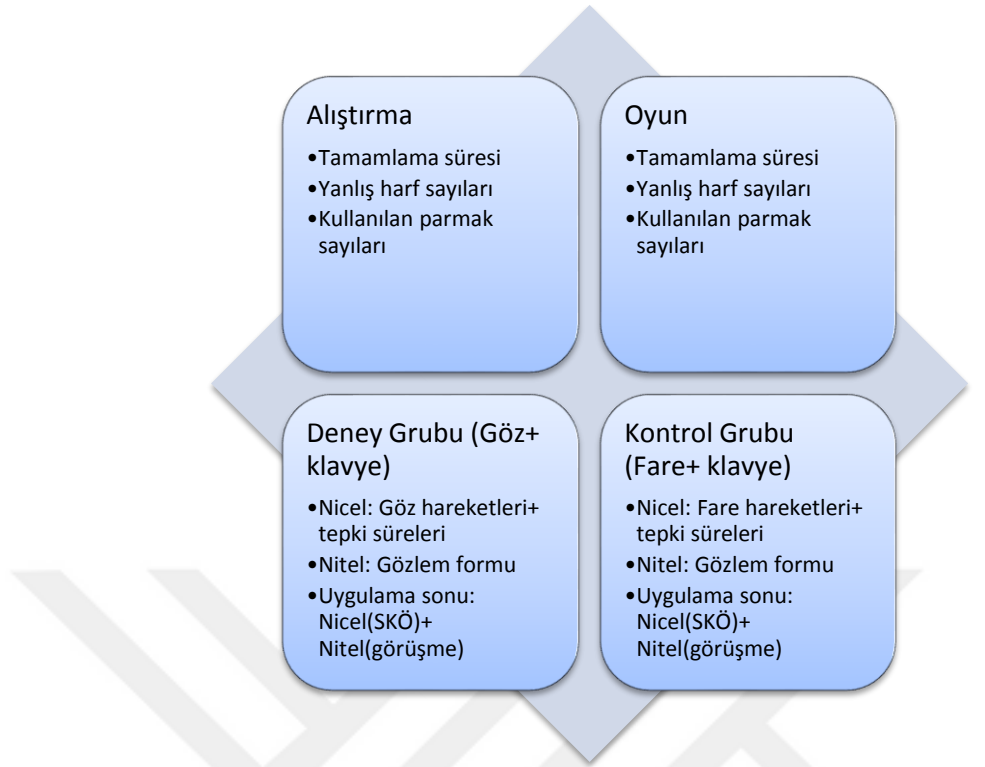 Alıştırma
•Tamamlama süresi
•Yanlış harf sayıları
•Kullanılan parmak
sayıları
Oyun
•Tamamlama süresi
•Yanlış harf sayıları
•Kullanılan parmak
sayıları
Deney Grubu (Göz+
klavye)
•Nicel: Göz hareketleri+
tepki süreleri
•Nitel: Gözlem formu
•Uygulama sonu:
Nicel(SKÖ)+
Nitel(görüşme)
Kontrol Grubu
(Fare+ klavye)
•Nicel: Fare hareketleri+
tepki süreleri
•Nitel: Gözlem formu
•Uygulama sonu:
Nicel(SKÖ)+
Nitel(görüşme)